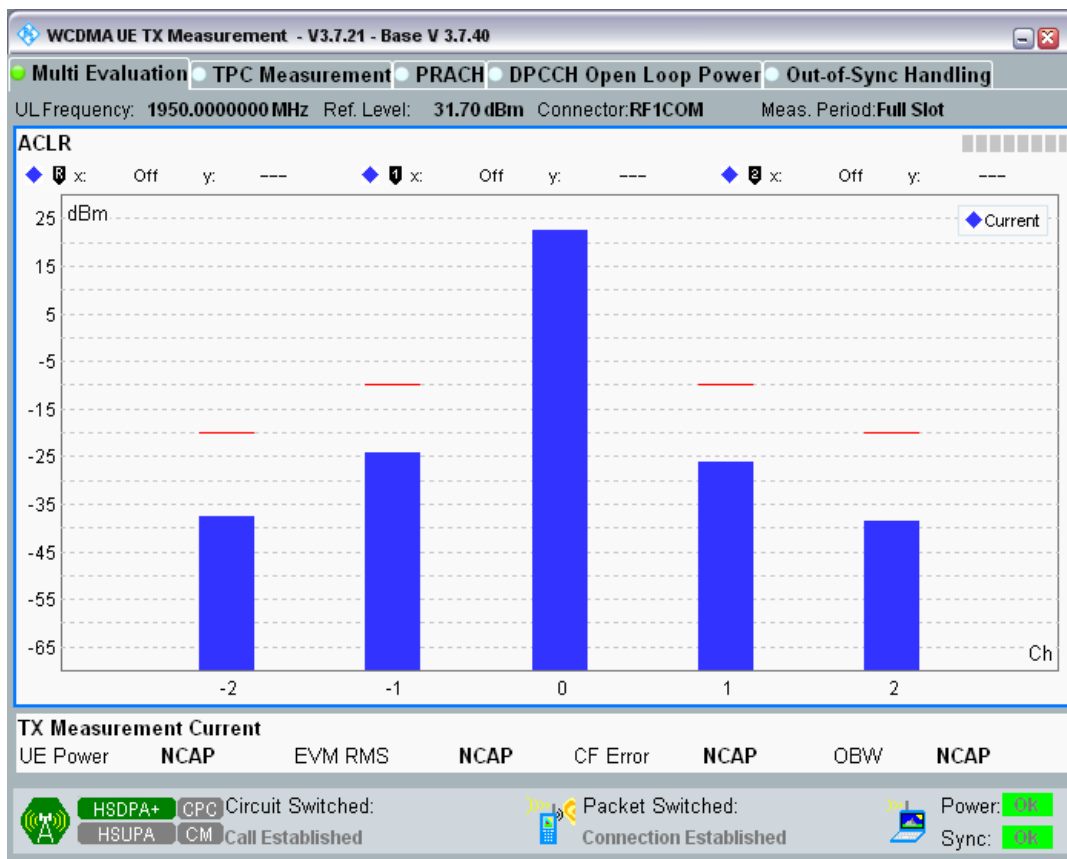 WCDMA UE TX Measurement - V3.7.21 - Base V 3.7.40
Multi Evaluation TPC Measurement PRACH DPCCH Open Loop Power Out-of-Sync Handling
UL Frequency: 1950.0000000 MHz Ref. Level: 31.70 dBm Connector:RF1COM Meas. Period:Full Slot
ACLR
R x: Off y: --- 1 x: Off y: --- 2 x: Off y: ---
dBm
Current
25
15
5
-5
-15
-25
-35
-45
-55
-65
Ch
-2 -1 0 1 2
TX Measurement Current
UE Power NCAP EVM RMS NCAP CF Error NCAP OBW NCAP
HSDPA+ CPC Circuit Switched: Packet Switched: Power: OK
HSUPA CM Call Established Connection Established Sync: OK